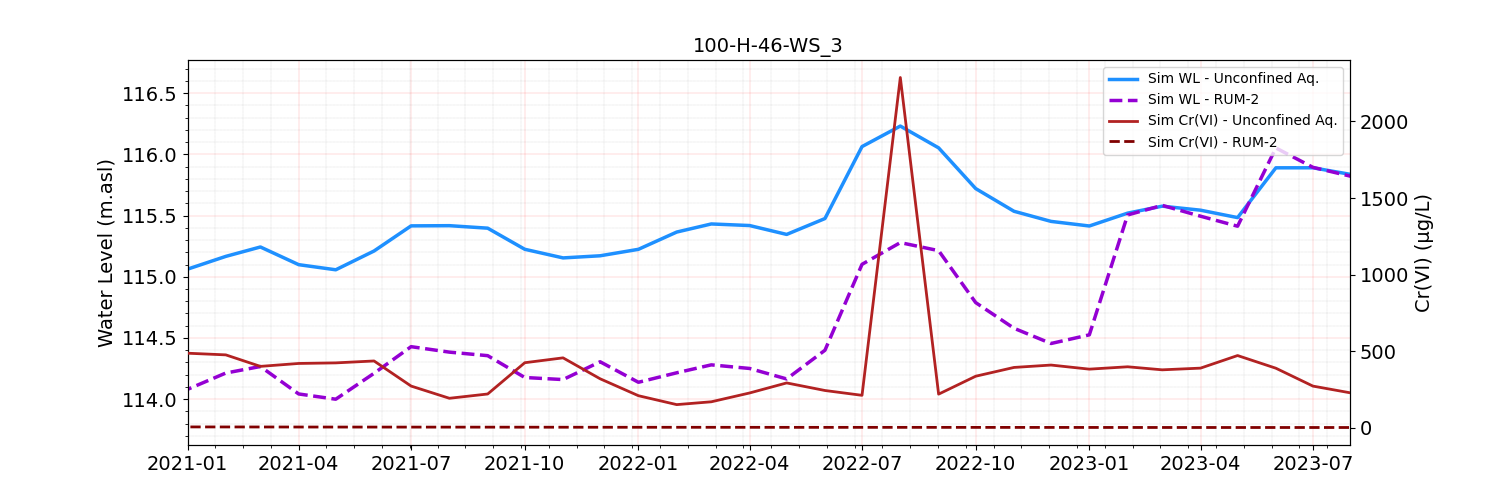 100-H-46-WS_3
Sim WL - Unconfined Aq.
Sim WL - RUM-2
Sim Cr(VI) - Unconfined Aq.
Sim Cr(VI) - RUM-2
Water Level (m.asl)
116.5
116.0
115.5
115.0
114.5
114.0
2000
1500
1000
500
0
Cr(VI) (µg/L)
2021-01 2021-04 2021-07 2021-10 2022-01 2022-04 2022-07 2022-10 2023-01 2023-04 2023-07